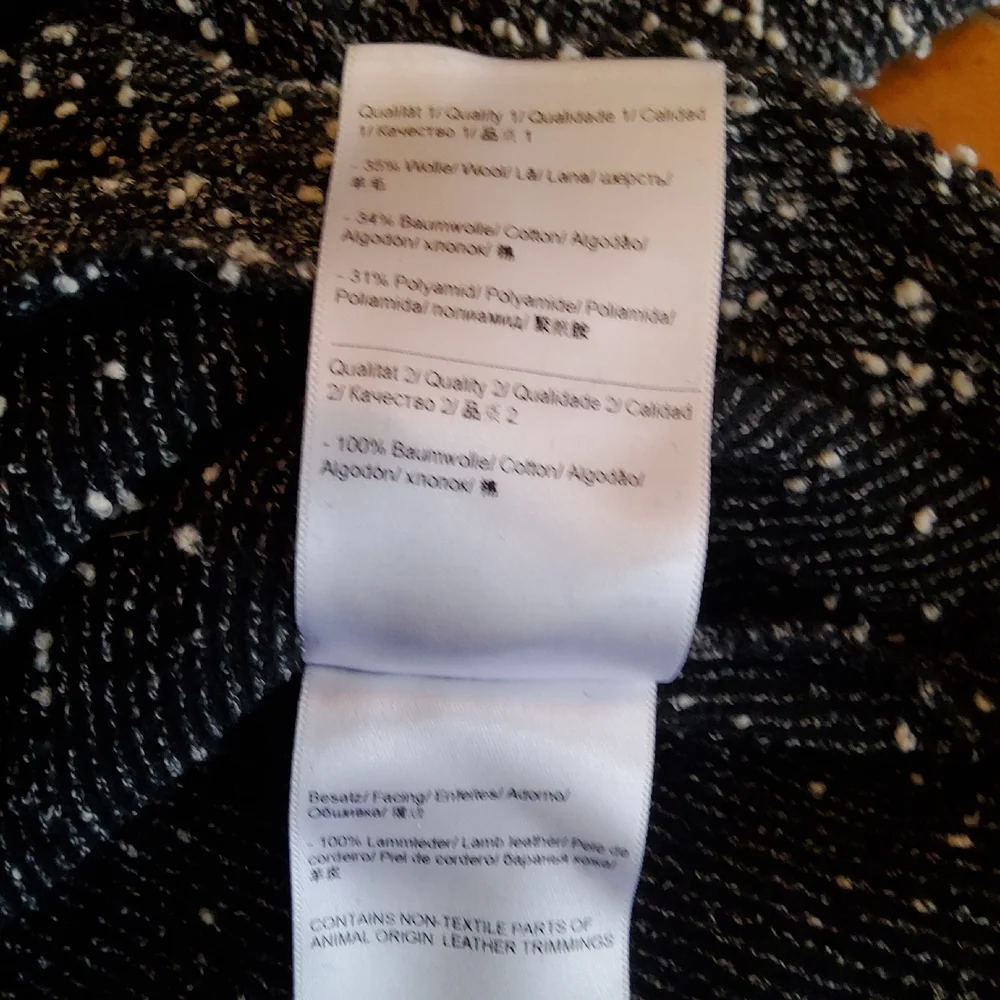 Qualität 1/ Quality 1/ Qualidade 1/ Calidad
1/ Качество 1/ 品质 1
- 35% Wolle/ Wool/ Lã/ Lana/ шерсть/
羊毛
- 34% Baumwolle/ Cotton/ Algodão/
Algodón/ хлопок/ 棉
- 31% Polyamid/ Polyamide/ Poliamida/
Poliamida/ полиамид/ 聚酰胺
Qualität 2/ Quality 2/ Qualidade 2/ Calidad
2/ Качество 2/ 品质 2
- 100% Baumwolle/ Cotton/ Algodão/
Algodón/ хлопок/ 棉
Besatz/ Facing/ Enfeites/ Adorno/
Обшивка/
- 100% Lammleder/ Lamb leather/ Pele de
cordeiro/ Piel de cordero/ баранья кожа/
羊皮
CONTAINS NON-TEXTILE PARTS OF
ANIMAL ORIGIN LEATHER TRIMMINGS